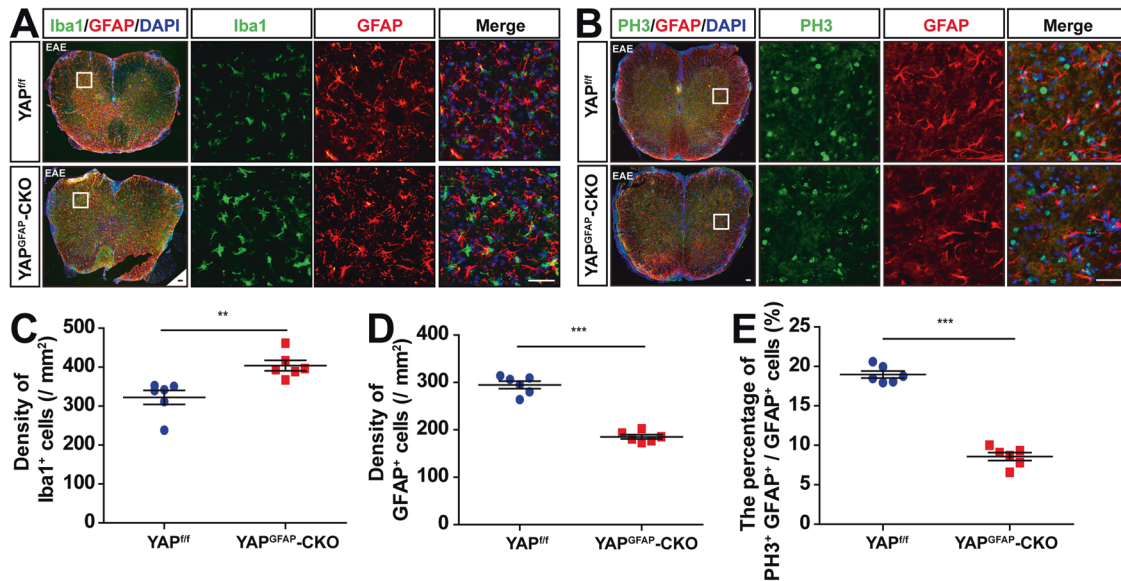 A
Iba1/GFAP/DAPI
Iba1
GFAP
Merge
EAE
YAPf/f
EAE
YAPGFAP-CKO
B
PH3/GFAP/DAPI
PH3
GFAP
Merge
EAE
YAPf/f
EAE
YAPGFAP-CKO
C
**
Density of
Iba1+ cells (/ mm2)
500
400
300
200
100
0
YAPf/f
YAPGFAP-CKO
D
***
Density of
GFAP+ cells (/ mm2)
400
300
200
100
0
YAPf/f
YAPGFAP-CKO
E
***
The percentage of
PH3+ GFAP+ / GFAP+ cells (%)
25
20
15
10
5
0
YAPf/f
YAPGFAP-CKO